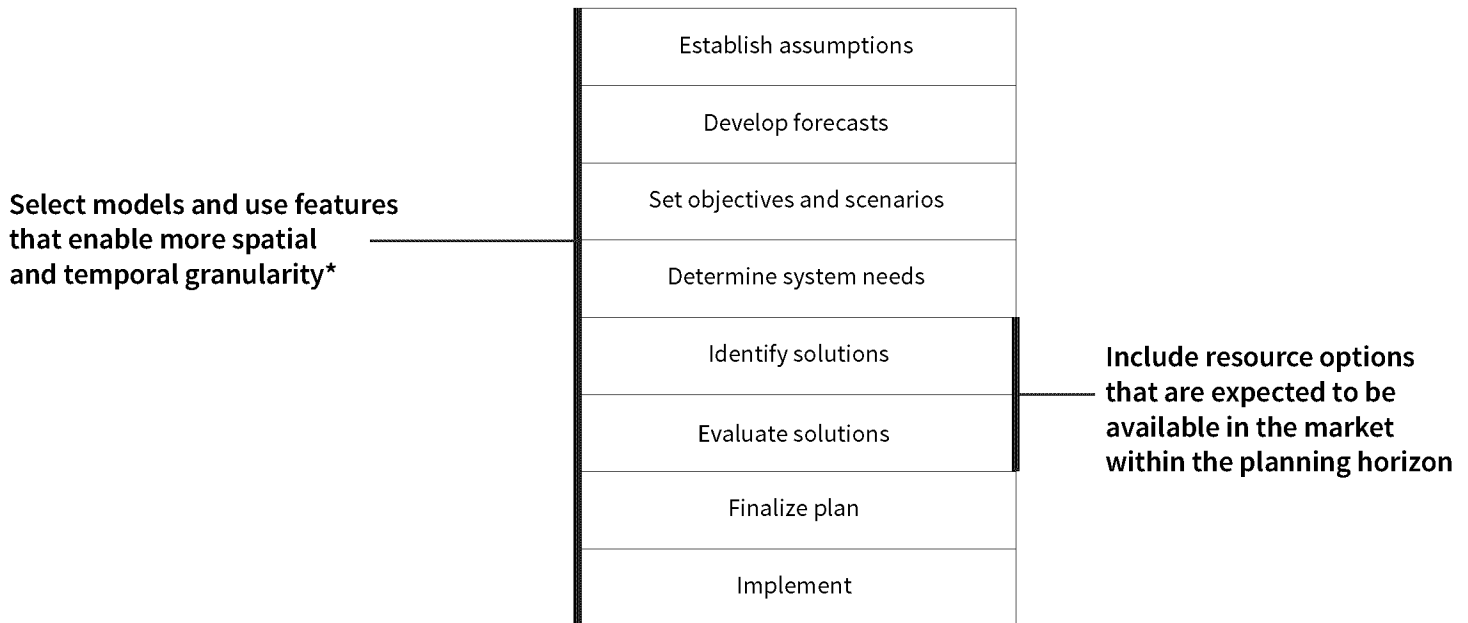 Establish assumptions
Develop forecasts
Set objectives and scenarios
Determine system needs
Identify solutions
Evaluate solutions
Finalize plan
Implement
Select models and use features
that enable more spatial
and temporal granularity*
Include resource options
that are expected to be
available in the market
within the planning horizon